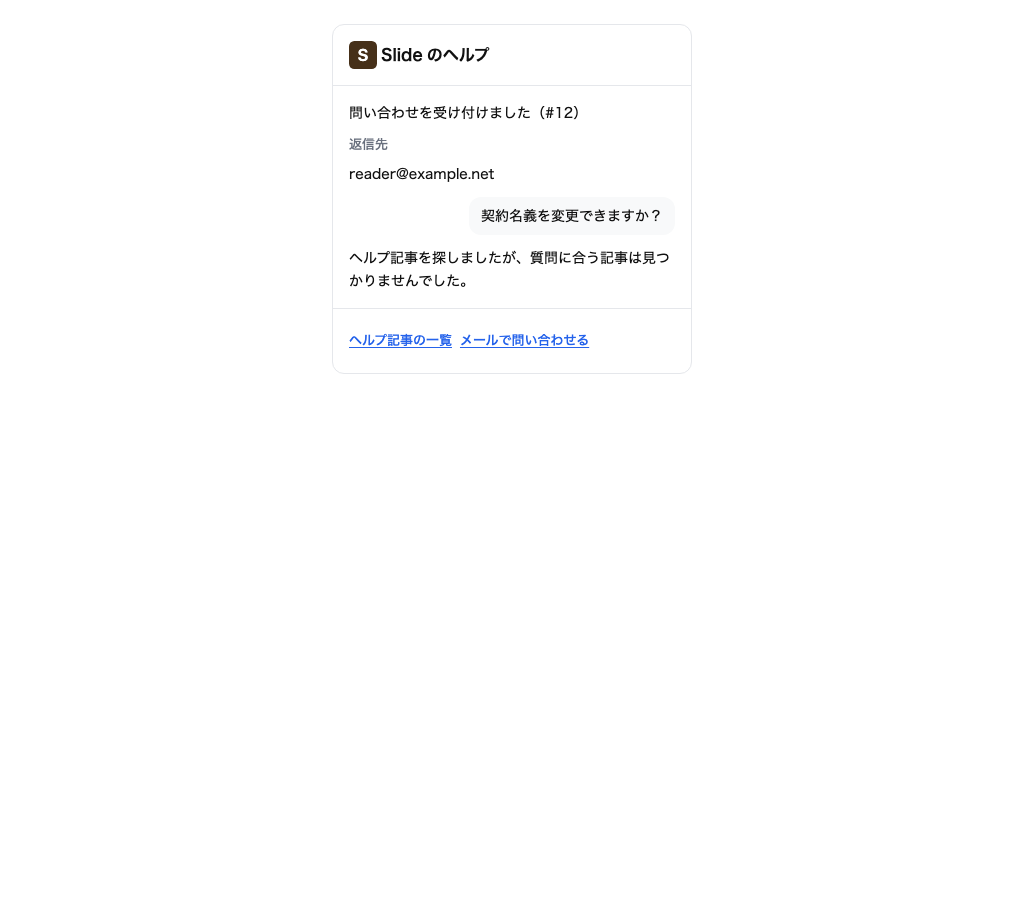 S Slide のヘルプ
問い合わせを受け付けました（#12）
返信先
reader@example.net
契約名義を変更できますか？
ヘルプ記事を探しましたが、質問に合う記事は見つ
かりませんでした。
ヘルプ記事の一覧 メールで問い合わせる